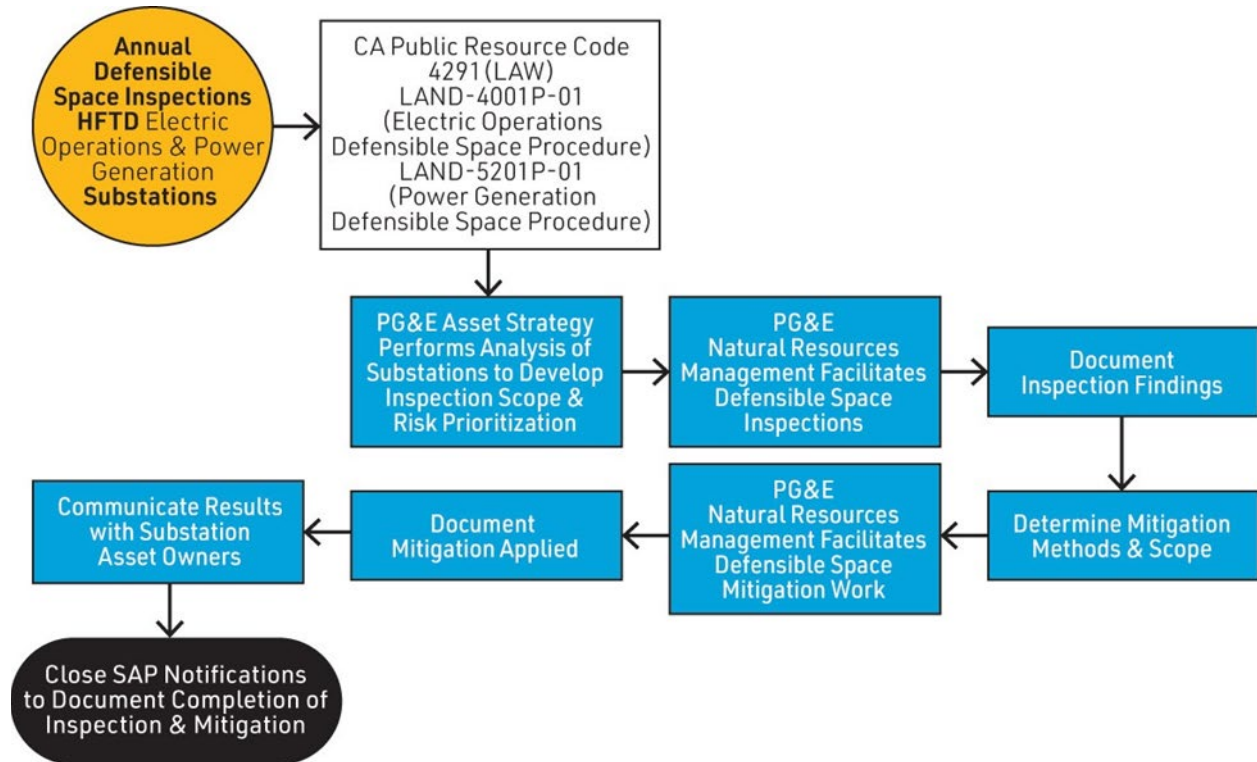 Annual
Defensible
Space Inspections
HFTD Electric
Operations & Power
Generation
Substations
CA Public Resource Code
4291 (LAW)
LAND-4001P-01
(Electric Operations
Defensible Space Procedure)
LAND-5201P-01
(Power Generation
Defensible Space Procedure)
PG&E Asset Strategy
Performs Analysis of
Substations to Develop
Inspection Scope &
Risk Prioritization
PG&E
Natural Resources
Management Facilitates
Defensible Space
Inspections
Document
Inspection Findings
Determine Mitigation
Methods & Scope
PG&E
Natural Resources
Management Facilitates
Defensible Space
Mitigation Work
Document
Mitigation Applied
Communicate Results
with Substation
Asset Owners
Close SAP Notifications
to Document Completion of
Inspection & Mitigation